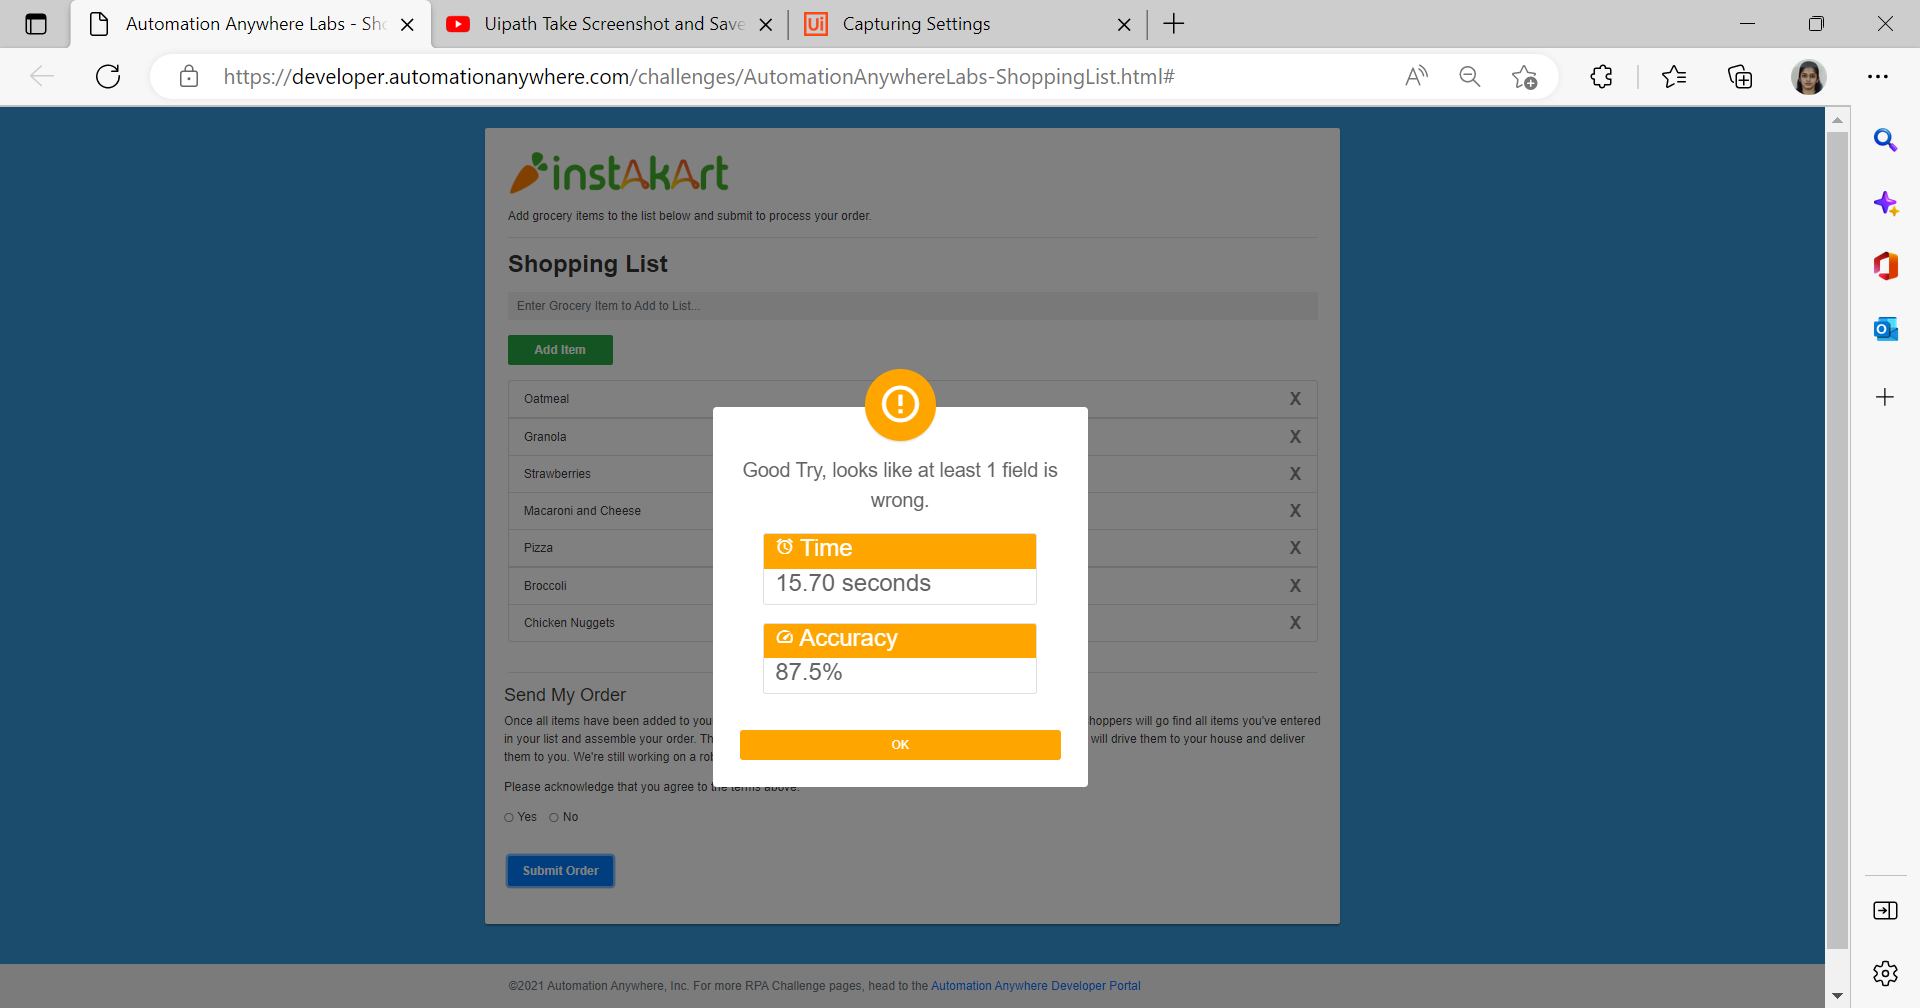 Automation Anywhere Labs - Sho
Uipath Take Screenshot and Save
Ui Capturing Settings
https://developer.automationanywhere.com/challenges/AutomationAnywhereLabs-ShoppingList.html#
instAkArt
Add grocery items to the list below and submit to process your order.
Shopping List
Enter Grocery Item to Add to List...
Add Item
Oatmeal X
Granola X
Strawberries X
Macaroni and Cheese X
Pizza X
Broccoli X
Chicken Nuggets X
Good Try, looks like at least 1 field is
wrong.
Time
15.70 seconds
Accuracy
87.5%
OK
Send My Order
Once all items have been added to you hoppers will go find all items you've entered
in your list and assemble your order. Th will drive them to your house and deliver
them to you. We're still working on a ro
Please acknowledge that you agree to the terms above.
Yes No
Submit Order
©2021 Automation Anywhere, Inc. For more RPA Challenge pages, head to the Automation Anywhere Developer Portal